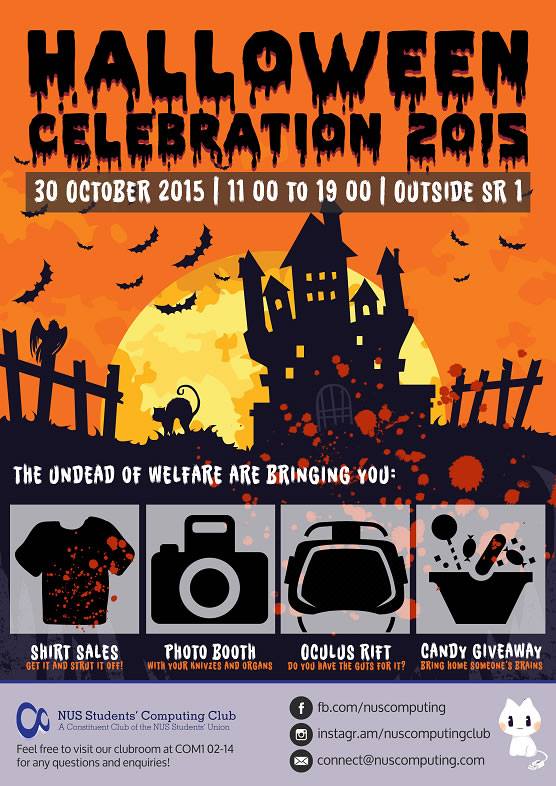 HALLOWEEN
CELEBRATION 2015
30 OCTOBER 2015 | 11 00 TO 19 00 | OUTSIDE SR 1
THE UNDEAD OF WELFARE ARE BRINGING YOU:
SHIRT SALES
GET IT AND STRUT IT OFF!
PHOTO BOOTH
WITH YOUR KNIVZES AND ORGANS
OCULUS RIFT
DO YOU HAVE THE GUTS FOR IT?
CANDY GIVEAWAY
BRING HOME SOMEONE'S BRAINS
NUS Students' Computing Club
A Constituent Club of the NUS Students' Union
Feel free to visit our clubroom at COM1 02-14
for any questions and enquiries!
fb.com/nuscomputing
instagr.am/nuscomputingclub
connect@nuscomputing.com